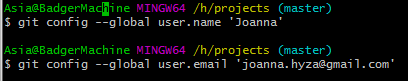 Asia@BadgerMachine MINGW64 /h/projects (master)
$ git config --global user.name 'Joanna'
Asia@BadgerMachine MINGW64 /h/projects (master)
$ git config --global user.email 'joanna.hyza@gmail.com'